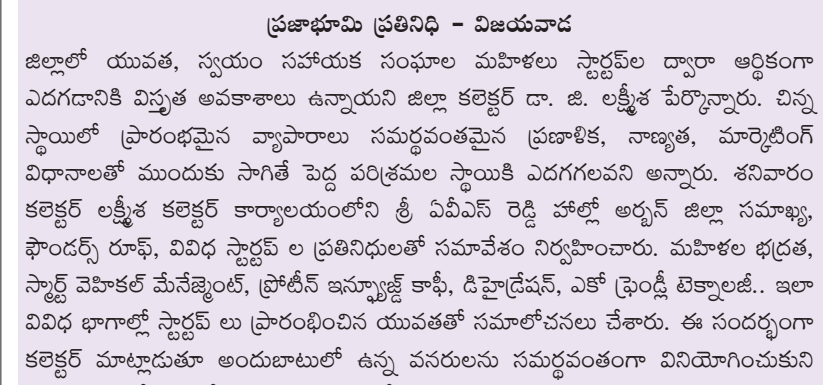 ప్రజాభూమి ప్రతినిధి - విజయవాడ
జిల్లాలో యువత, స్వయం సహాయక సంఘాల మహిళలు స్టార్టప్‌ల ద్వారా ఆర్థికంగా
ఎదగడానికి విస్తృత అవకాశాలు ఉన్నాయని జిల్లా కలెక్టర్ డా. జి. లక్ష్మీశ పేర్కొన్నారు. చిన్న
స్థాయిలో ప్రారంభమైన వ్యాపారాలు సమర్థవంతమైన ప్రణాళిక, నాణ్యత, మార్కెటింగ్
విధానాలతో ముందుకు సాగితే పెద్ద పరిశ్రమల స్థాయికి ఎదగగలవని అన్నారు. శనివారం
కలెక్టర్ లక్ష్మీశ కలెక్టర్ కార్యాలయంలోని శ్రీ ఏవీఎస్ రెడ్డి హాల్లో అర్బన్ జిల్లా సమాఖ్య,
ఫౌండర్స్ రూఫ్, వివిధ స్టార్టప్ ల ప్రతినిధులతో సమావేశం నిర్వహించారు. మహిళల భద్రత,
స్మార్ట్ వెహికల్ మేనేజ్మెంట్, ప్రోటీన్ ఇన్ఫ్యూజ్డ్ కాఫీ, డిహైడ్రేషన్, ఎకో ఫ్రెండ్లీ టెక్నాలజీ.. ఇలా
వివిధ భాగాల్లో స్టార్టప్ లు ప్రారంభించిన యువతతో సమాలోచనలు చేశారు. ఈ సందర్భంగా
కలెక్టర్ మాట్లాడుతూ అందుబాటులో ఉన్న వనరులను సమర్థవంతంగా వినియోగించుకుని